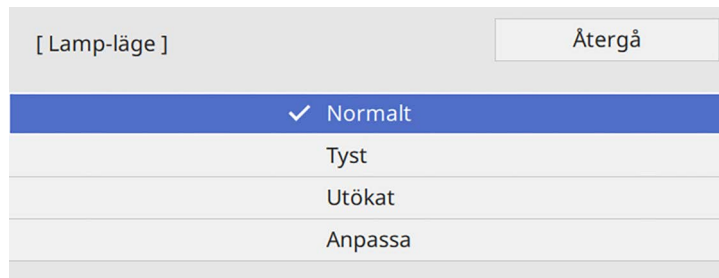 [ Lamp-läge ]
Återgå
Normalt
Tyst
Utökat
Anpassa